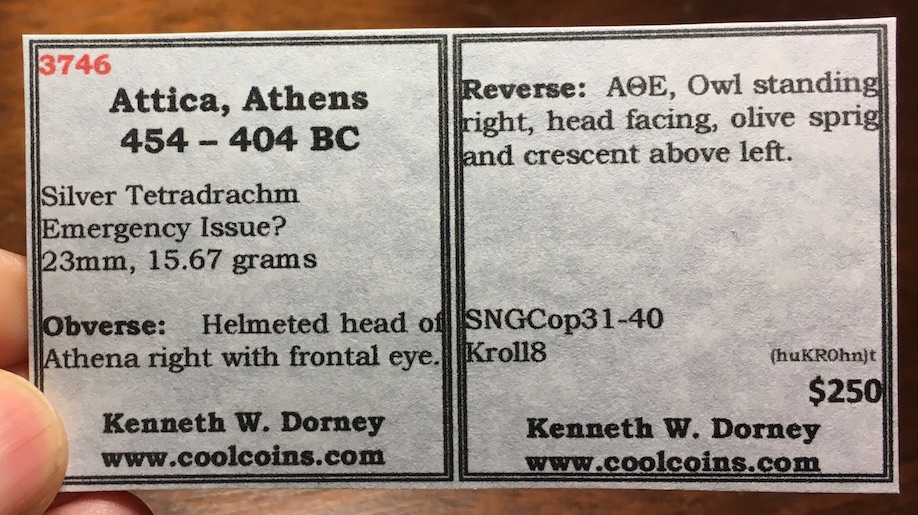 3746
Attica, Athens
454 – 404 BC
Silver Tetradrachm
Emergency Issue?
23mm, 15.67 grams
Obverse: Helmeted head of
Athena right with frontal eye.
Kenneth W. Dorney
www.coolcoins.com
Reverse: ΑΘΕ, Owl standing
right, head facing, olive sprig
and crescent above left.
SNGCop31-40
Kroll8
(huKROhn)t
$250
Kenneth W. Dorney
www.coolcoins.com